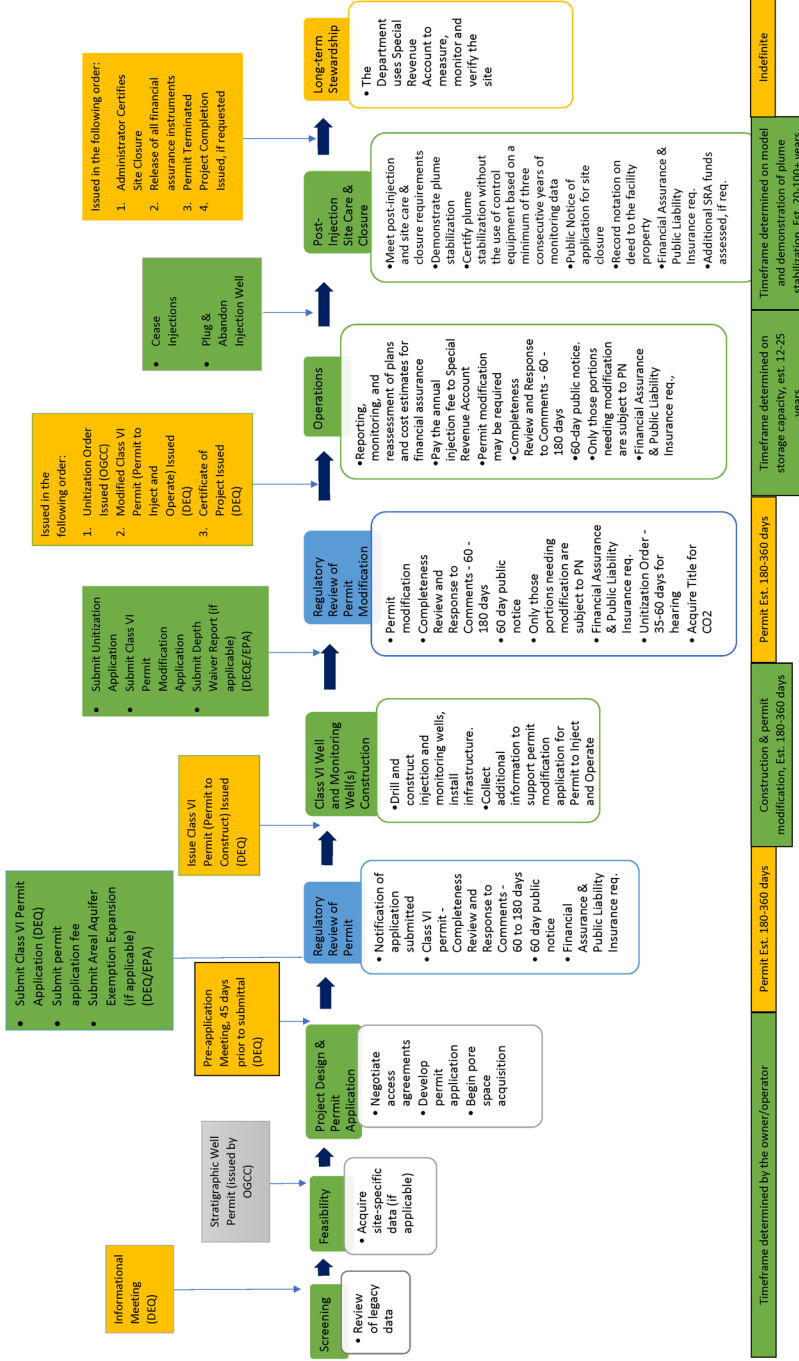 Informational
Meeting
(DEQ)
Stratigraphic Well
Permit (issued by
OGCC)
Pre-application
Meeting, 45 days
prior to submittal
(DEQ)
• Submit Class VI Permit
Application (DEQ)
• Submit permit
application fee
• Submit Areal Aquifer
Exemption Expansion
(if applicable)
(DEQ/EPA)
Issue Class VI
Permit (Permit to
Construct) Issued
(DEQ)
• Submit Unitization
Application
• Submit Class VI
Permit
Modification
Application
• Submit Depth
Waiver Report (if
applicable)
(DEQE/EPA)
Issued in the
following order:
1. Unitization Order
Issued (OGCC)
2. Modified Class VI
Permit (Permit to
Inject and
Operate) Issued
(DEQ)
3. Certificate of
Project Issued
(DEQ)
• Cease
Injections
• Plug &
Abandon
Injection Well
Issued in the following order:
1. Administrator Certifies
Site Closure
2. Release of all financial
assurance instruments
3. Permit Terminated
4. Project Completion
Issued, if requested
Screening
• Review
of legacy
data
Feasibility
• Acquire
site-specific
data (if
applicable)
Project Design &
Permit
Application
• Negotiate
access
agreements
• Develop
permit
application
• Begin pore
space
acquisition
Regulatory
Review of
Permit
• Notification of
application
submitted
• Class VI
permit -
Completeness
Review and
Response to
Comments -
60 to 180 days
• 60 day public
notice
• Financial
Assurance &
Public Liability
Insurance req.
Class VI Well
and Monitoring
Well(s)
Construction
•Drill and
construct
injection and
monitoring wells,
install
infrastructure.
•Collect
additional
information to
support permit
modification
application for
Permit to Inject
and Operate
Regulatory
Review of
Permit
Modification
• Permit
modification
• Completeness
Review and
Response to
Comments - 60 -
180 days
• 60 day public
notice
• Only those
portions needing
modification are
subject to PN
• Financial Assurance
& Public Liability
Insurance req.
• Unitization Order -
35-60 days for
hearing
• Acquire Title for
CO2
Operations
•Reporting,
monitoring, and
reassessment of plans
and cost estimates for
financial assurance
•Pay the annual
injection fee to Special
Revenue Account
•Permit modification
may be required
•Completeness
Review and Response
to Comments - 60 -
180 days
•60-day public notice.
•Only those portions
needing modification
are subject to PN
•Financial Assurance
& Public Liability
Insurance req.,
Post-
Injection
Site Care &
Closure
•Meet post-injection
and site care &
closure requirements
•Demonstrate plume
stabilization
•Certify plume
stabilization without
the use of control
equipment based on a
minimum of three
consecutive years of
monitoring data
•Public Notice of
application for site
closure
•Record notation on
deed to the facility
property
•Financial Assurance &
Public Liability
Insurance req.
•Additional SRA funds
assessed, if req.
Long-term
Stewardship
• The
Department
uses Special
Revenue
Account to
measure,
monitor and
verify the
site
Timeframe determined by the owner/operator
Permit Est. 180-360 days
Construction & permit
modification, Est. 180-360 days
Permit Est. 180-360 days
Timeframe determined on
storage capacity, est. 12-25
years
Timeframe determined on model
and demonstration of plume
stabilization, Est. 20-100+ years
Indefinite